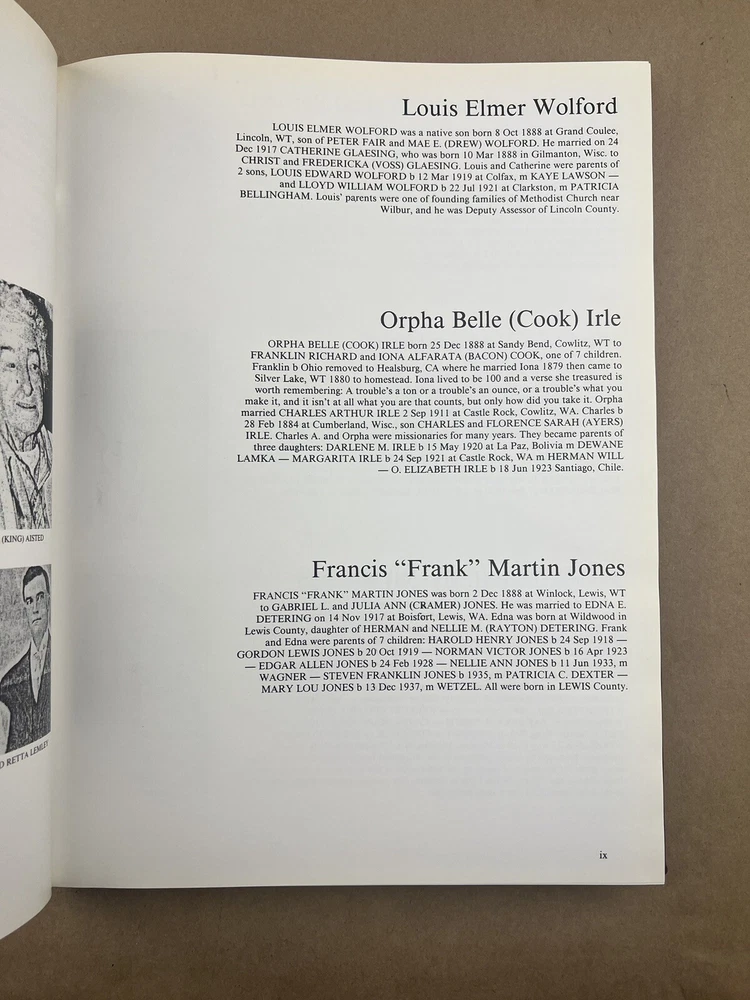 Louis Elmer Wolford
LOUIS ELMER WOLFORD was a native son born 8 Oct 1888 at Grand Coulee,
Lincoln, WT, son of PETER FAIR and MAE E. (DREW) WOLFORD. He married on 24
Dec 1917 CATHERINE GLAESING, who was born 10 Mar 1888 in Gilmanton, Wisc. to
CHRIST and FREDERICKA (VOSS) GLAESING. Louis and Catherine were parents of
2 sons, LOUIS EDWARD WOLFORD b 12 Mar 1919 at Colfax, m KAYE LAWSON —
and LLOYD WILLIAM WOLFORD b 22 Jul 1921 at Clarkston, m PATRICIA
BELLINGHAM. Louis' parents were one of founding families of Methodist Church near
Wilbur, and he was Deputy Assessor of Lincoln County.
Orpha Belle (Cook) Irle
ORPHA BELLE (COOK) IRLE born 25 Dec 1888 at Sandy Bend, Cowlitz, WT to
FRANKLIN RICHARD and IONA ALFARATA (BACON) COOK, one of 7 children.
Franklin b Ohio removed to Healsburg, CA where he married Iona 1879 then came to
Silver Lake, WT 1880 to homestead. Iona lived to be 100 and a verse she treasured is
worth remembering: A trouble's a ton or a trouble's an ounce, or a trouble's what you
make it, and it isn't at all what you are that counts, but only how did you take it. Orpha
married CHARLES ARTHUR IRLE 2 Sep 1911 at Castle Rock, Cowlitz, WA. Charles b
28 Feb 1884 at Cumberland, Wisc., son CHARLES and FLORENCE SARAH (AYERS)
IRLE. Charles A. and Orpha were missionaries for many years. They became parents of
three daughters: DARLENE M. IRLE b 15 May 1920 at La Paz, Bolivia m DEWANE
LAMKA — MARGARITA IRLE b 24 Sep 1921 at Castle Rock, WA m HERMAN WILL
— O. ELIZABETH IRLE b 18 Jun 1923 Santiago, Chile.
(KING) AISTED
Francis “Frank” Martin Jones
FRANCIS “FRANK” MARTIN JONES was born 2 Dec 1888 at Winlock, Lewis, WT
to GABRIEL L. and JULIA ANN (CRAMER) JONES. He was married to EDNA E.
DETERING on 14 Nov 1917 at Boisfort, Lewis, WA. Edna was born at Wildwood in
Lewis County, daughter of HERMAN and NELLIE M. (RAYTON) DETERING. Frank
and Edna were parents of 7 children: HAROLD HENRY JONES b 24 Sep 1918 —
GORDON LEWIS JONES b 20 Oct 1919 — NORMAN VICTOR JONES b 16 Apr 1923
— EDGAR ALLEN JONES b 24 Feb 1928 — NELLIE ANN JONES b 11 Jun 1933, m
WAGNER — STEVEN FRANKLIN JONES b 1935, m PATRICIA C. DEXTER —
MARY LOU JONES b 13 Dec 1937, m WETZEL. All were born in LEWIS County.
D RETTA LEMLEY
ix